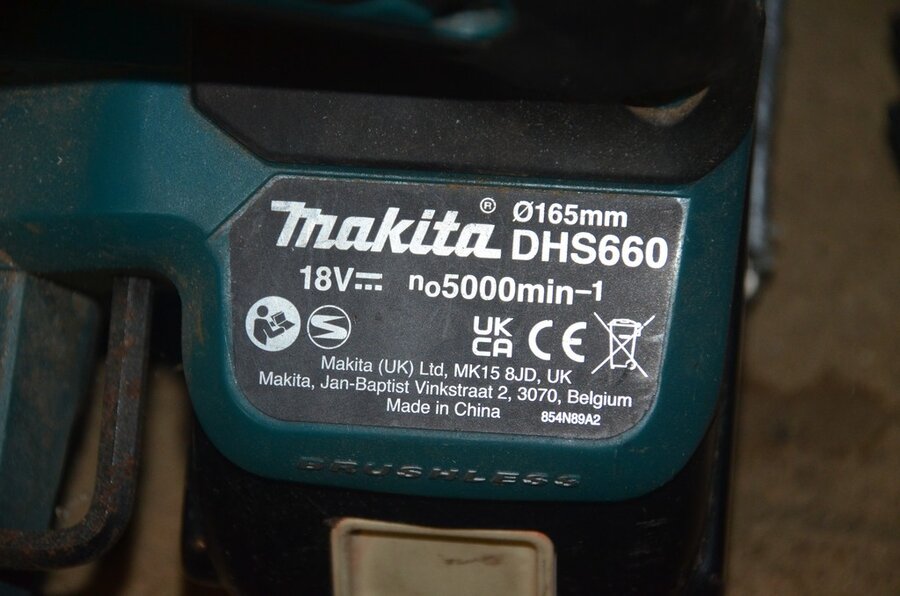 makita® Ø165mm
DHS660
18V⎓ n₀5000min–1
UK
CA CE
Makita (UK) Ltd, MK15 8JD, UK
Makita, Jan-Baptist Vinkstraat 2, 3070, Belgium
Made in China 854N89A2
BRUSHLESS